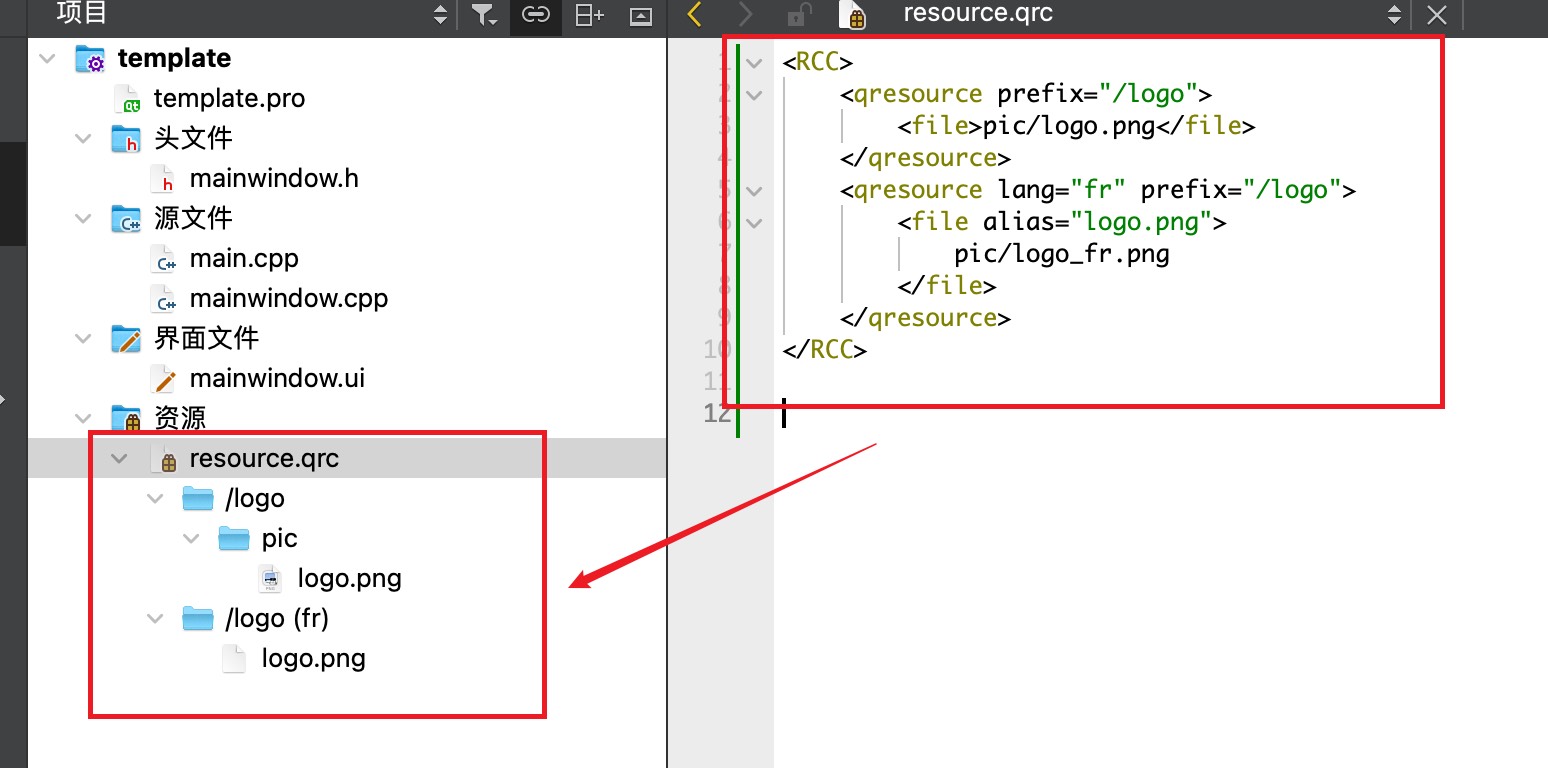 项目
template
template.pro
头文件
mainwindow.h
源文件
main.cpp
mainwindow.cpp
界面文件
mainwindow.ui
资源
resource.qrc
/logo
pic
logo.png
/logo (fr)
logo.png
resource.qrc
1 <RCC>
2 <qresource prefix="/logo">
3 <file>pic/logo.png</file>
4 </qresource>
5 <qresource lang="fr" prefix="/logo">
6 <file alias="logo.png">
7 pic/logo_fr.png
8 </file>
9 </qresource>
10 </RCC>
11
12